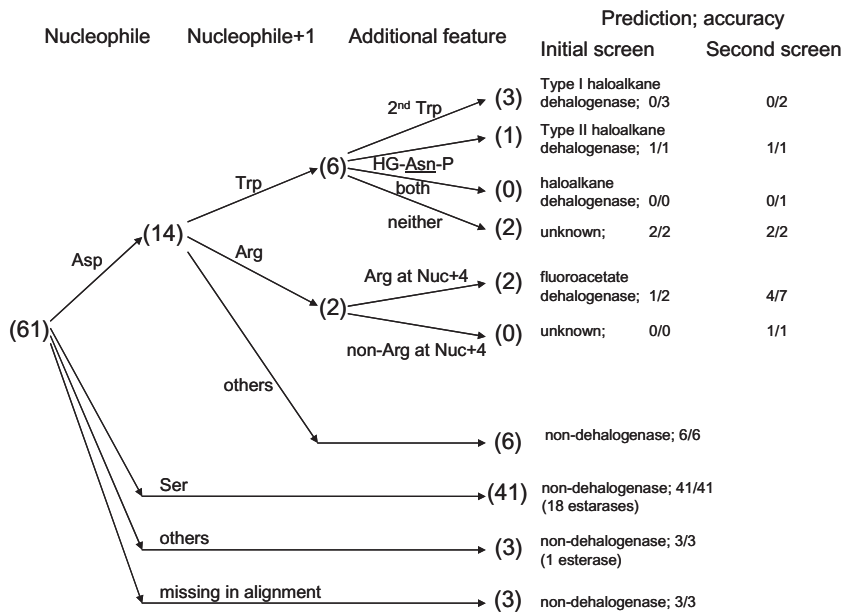 Prediction; accuracy
Nucleophile Nucleophile+1 Additional feature Initial screen Second screen
2nd Trp (3) Type I haloalkane dehalogenase; 0/3 0/2
(1) Type II haloalkane dehalogenase; 1/1 1/1
Trp (6) HG-Asn-P
both (0) haloalkane dehalogenase; 0/0 0/1
neither (2) unknown; 2/2 2/2
Asp (14) Arg
Arg at Nuc+4 (2) fluoroacetate dehalogenase; 1/2 4/7
(2)
(61) non-Arg at Nuc+4 (0) unknown; 0/0 1/1
others (6) non-dehalogenase; 6/6
Ser (41) non-dehalogenase; 41/41
(18 estarases)
others (3) non-dehalogenase; 3/3
(1 esterase)
missing in alignment (3) non-dehalogenase; 3/3